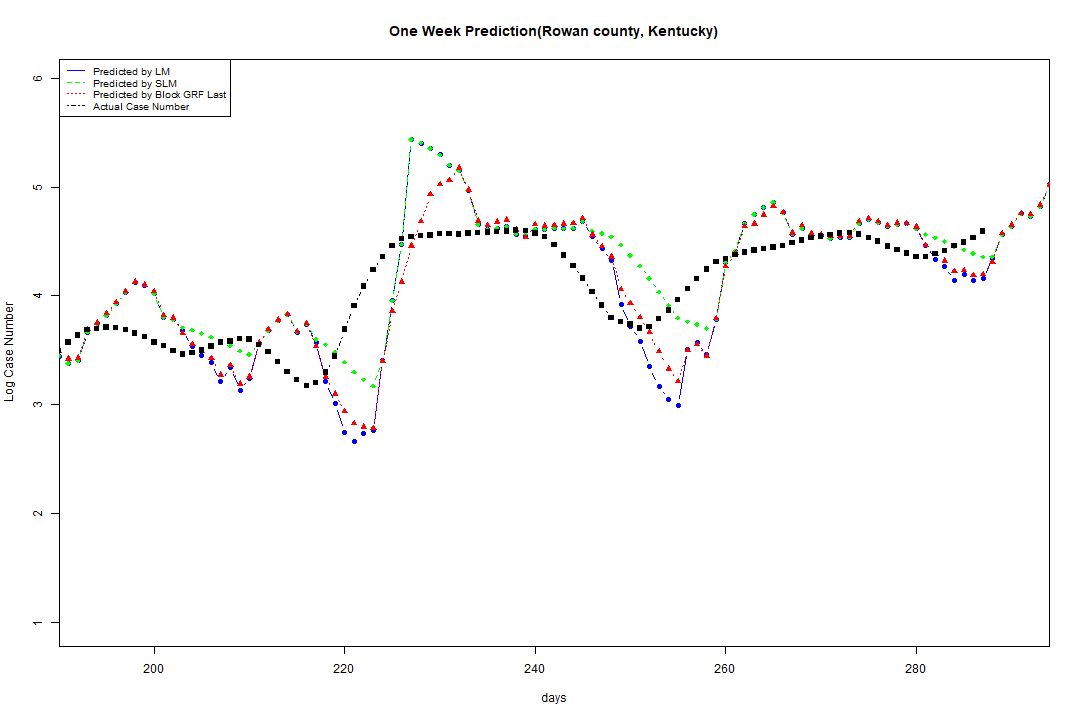 One Week Prediction(Rowan county, Kentucky)
Predicted by LM
Predicted by SLM
Predicted by Block GRF Last
Actual Case Number
6
5
4
3
2
1
Log Case Number
200 220 240 260 280
days